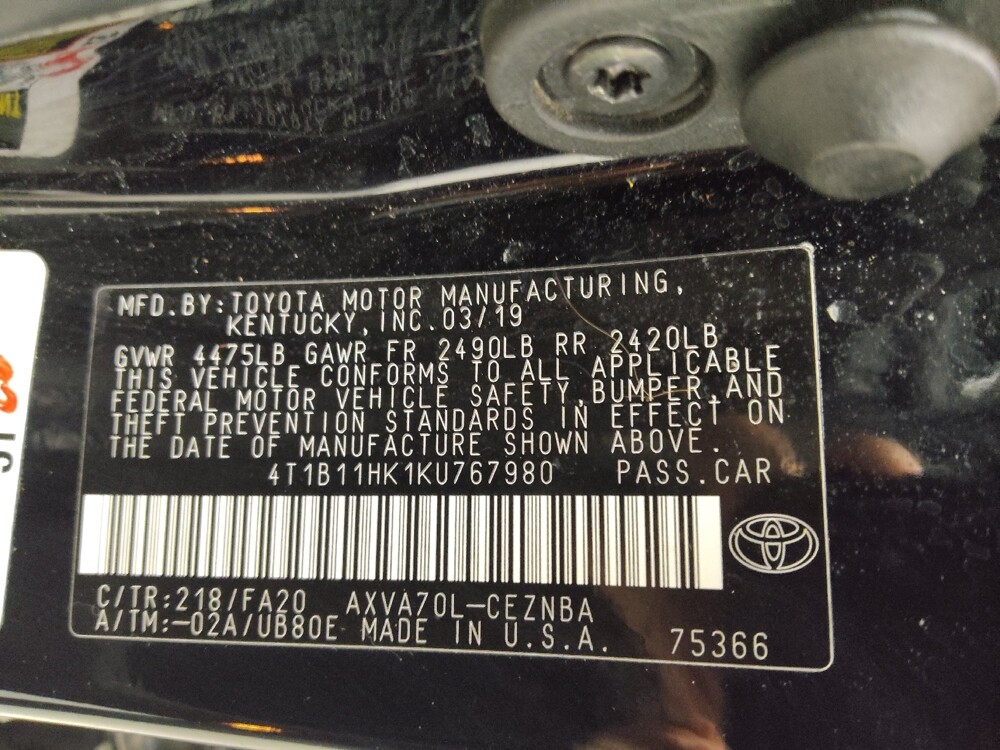 MFD.BY:TOYOTA MOTOR MANUFACTURING,
KENTUCKY,INC.03/19
GVWR 4475LB GAWR FR 2490LB RR 2420LB
THIS VEHICLE CONFORMS TO ALL APPLICABLE
FEDERAL MOTOR VEHICLE SAFETY,BUMPER,AND
THEFT PREVENTION STANDARDS IN EFFECT ON
THE DATE OF MANUFACTURE SHOWN ABOVE.
4T1B11HK1KU767980 PASS.CAR
C/TR:218/FA20 AXVA70L-CEZNBA
A/TM:-02A/UB80E MADE IN U.S.A. 75366